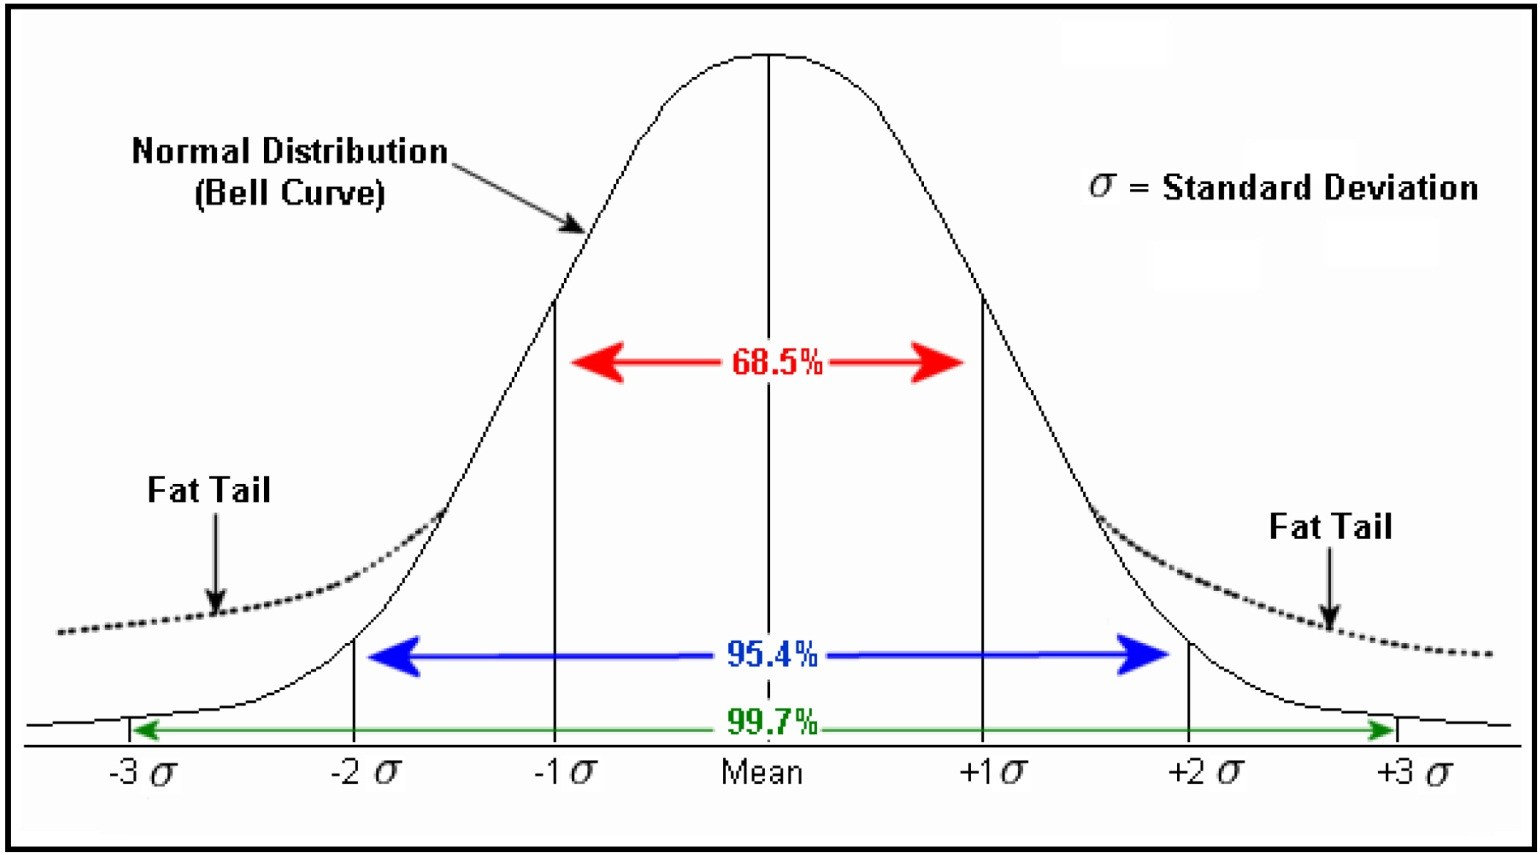 Normal Distribution
(Bell Curve)
σ = Standard Deviation
68.5%
Fat Tail
Fat Tail
95.4%
99.7%
-3 σ
-2 σ
-1 σ
Mean
+1 σ
+2 σ
+3 σ